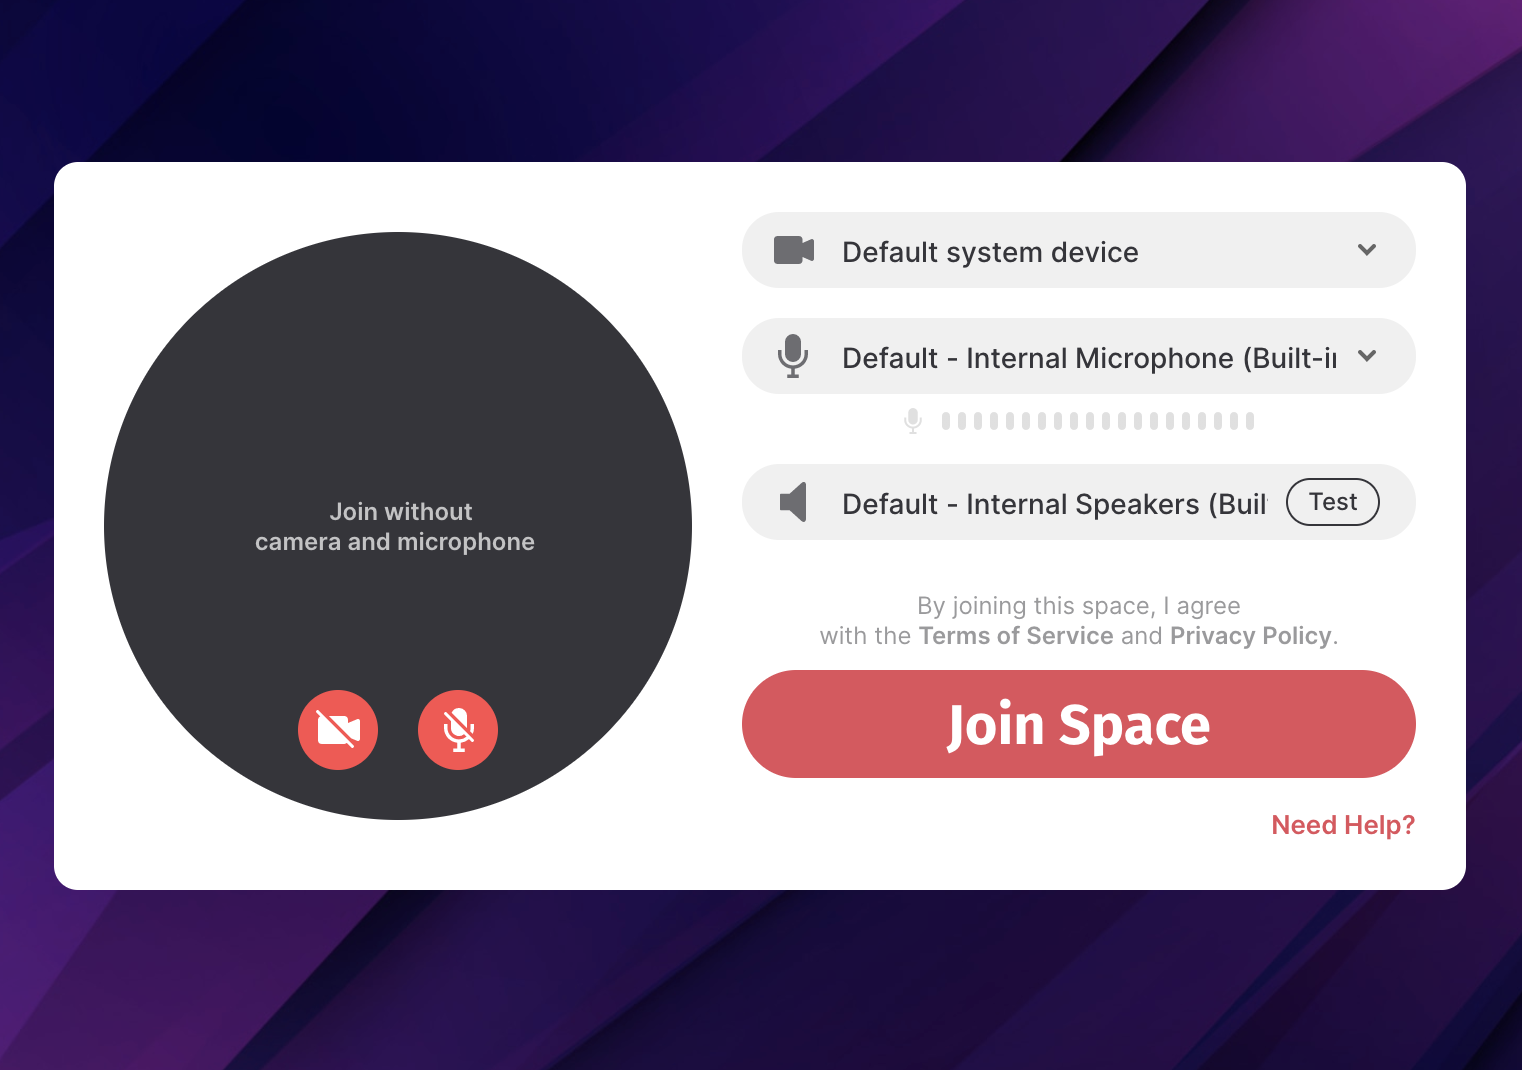 Join without
camera and microphone
Default system device
Default - Internal Microphone (Built-in
Default - Internal Speakers (Buil
Test
By joining this space, I agree
with the Terms of Service and Privacy Policy.
Join Space
Need Help?